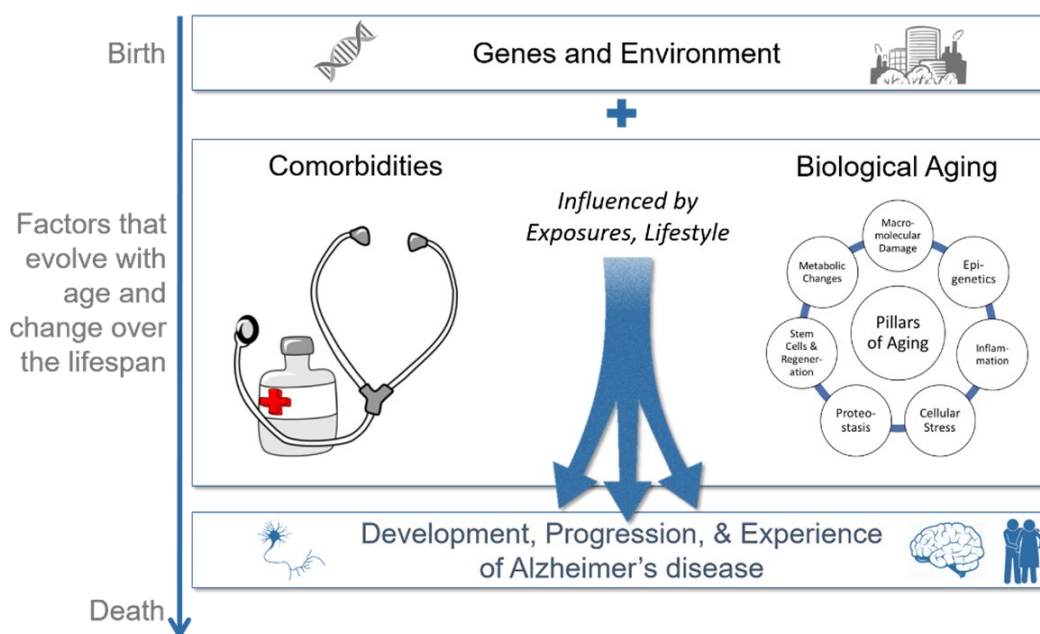 Birth
Genes and Environment
Factors that
evolve with
age and
change over
the lifespan
Comorbidities
Influenced by
Exposures, Lifestyle
Biological Aging
Macro-
molecular
Damage
Epi-
genetics
Inflam-
mation
Cellular
Stress
Proteo-
stasis
Stem
Cells &
Regener-
ation
Metabolic
Changes
Pillars
of Aging
Development, Progression, & Experience
of Alzheimer’s disease
Death